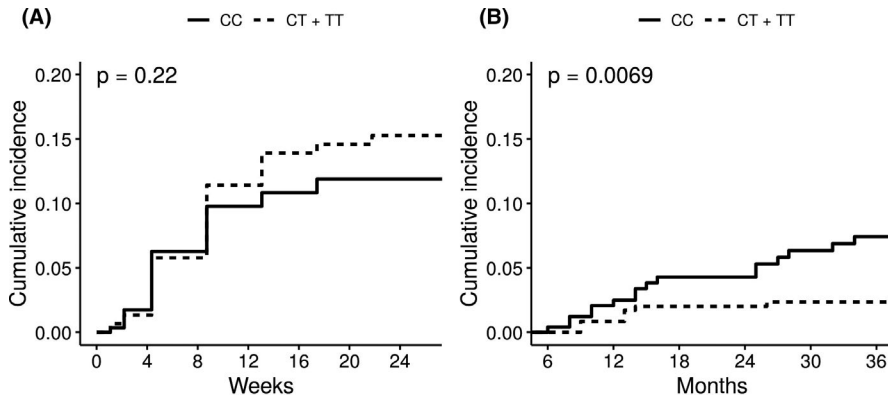 (A)
CC CT + TT
p = 0.22
Cumulative incidence
0.20
0.15
0.10
0.05
0.00
0 4 8 12 16 20 24
Weeks
(B)
CC CT + TT
p = 0.0069
Cumulative incidence
0.20
0.15
0.10
0.05
0.00
6 12 18 24 30 36
Months